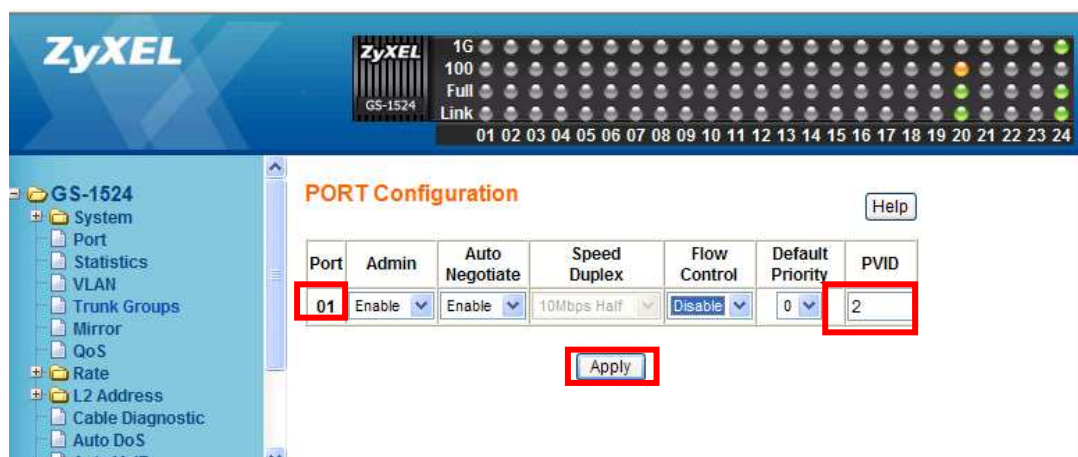 ZyXEL
ZyXEL
GS-1524
1G
100
Full
Link
01 02 03 04 05 06 07 08 09 10 11 12 13 14 15 16 17 18 19 20 21 22 23 24
GS-1524
System
Port
Statistics
VLAN
Trunk Groups
Mirror
QoS
Rate
L2 Address
Cable Diagnostic
Auto DoS
PORT Configuration
Help
Port Admin Auto Negotiate Speed Duplex Flow Control Default Priority PVID
01 Enable Enable 10Mbps Half Disable 0 2
Apply